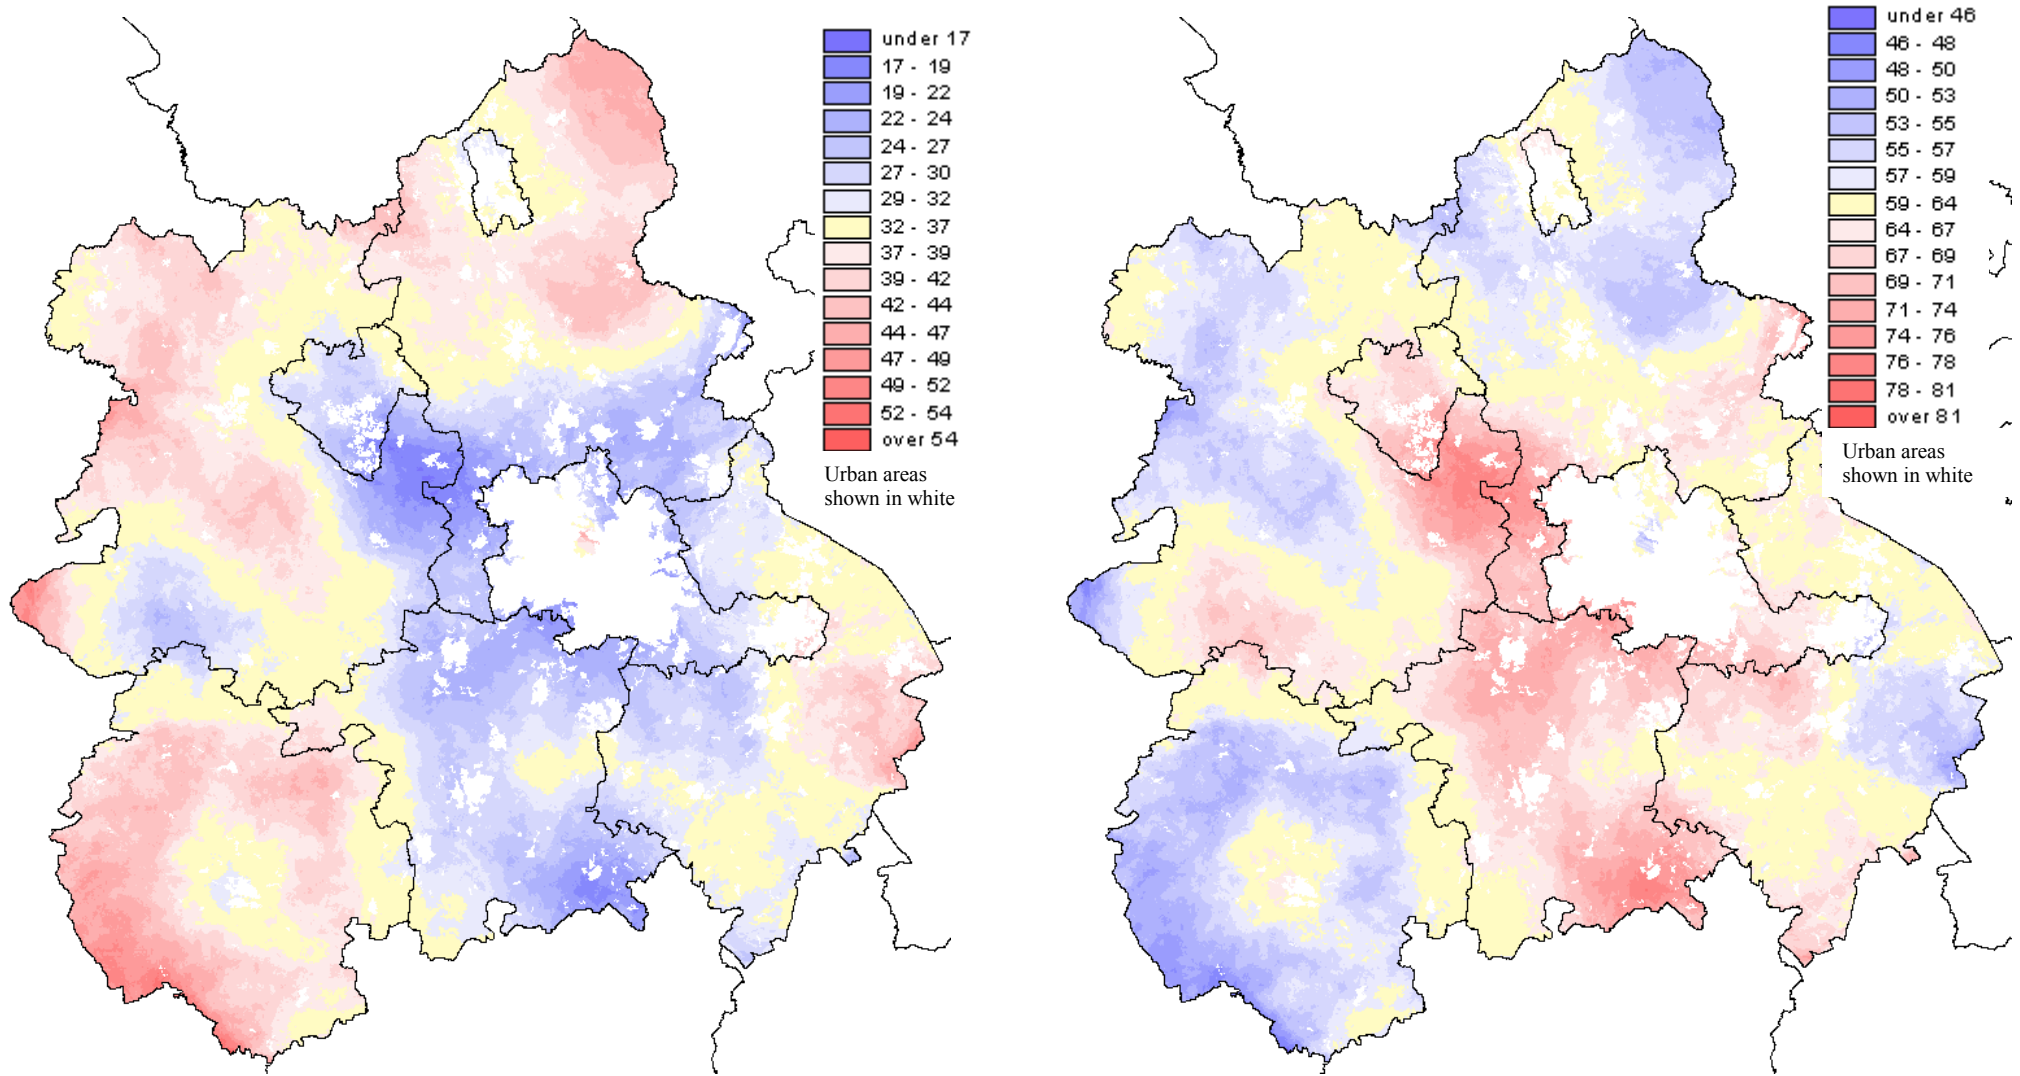 under 17
17 - 19
19 - 22
22 - 24
24 - 27
27 - 30
29 - 32
32 - 37
37 - 39
39 - 42
42 - 44
44 - 47
47 - 49
49 - 52
52 - 54
over 54
Urban areas
shown in white
under 46
46 - 48
48 - 50
50 - 53
53 - 55
55 - 57
57 - 59
59 - 64
64 - 67
67 - 69
69 - 71
71 - 74
74 - 76
76 - 78
78 - 81
over 81
Urban areas
shown in white